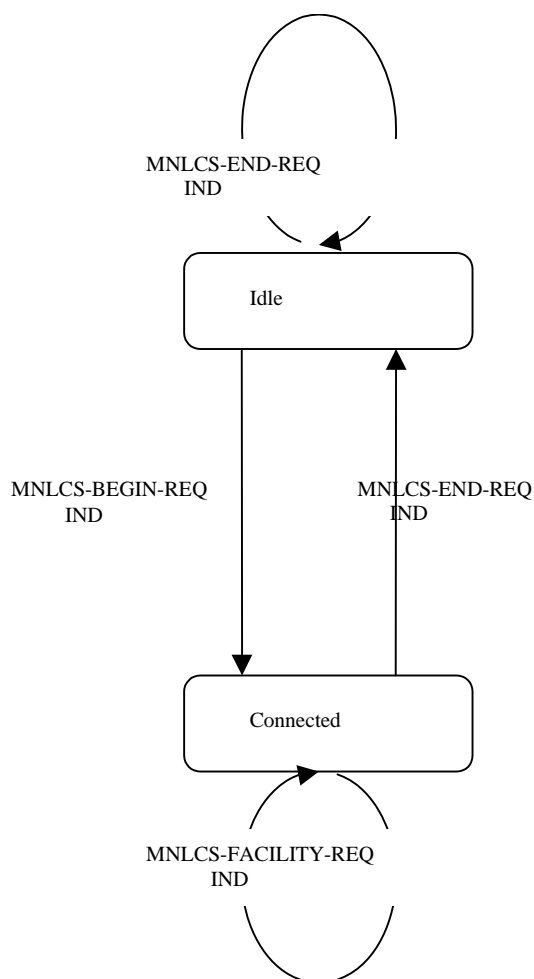 MNLCS-END-REQ
IND
Idle
MNLCS-BEGIN-REQ
IND
MNLCS-END-REQ
IND
Connected
MNLCS-FACILITY-REQ
IND